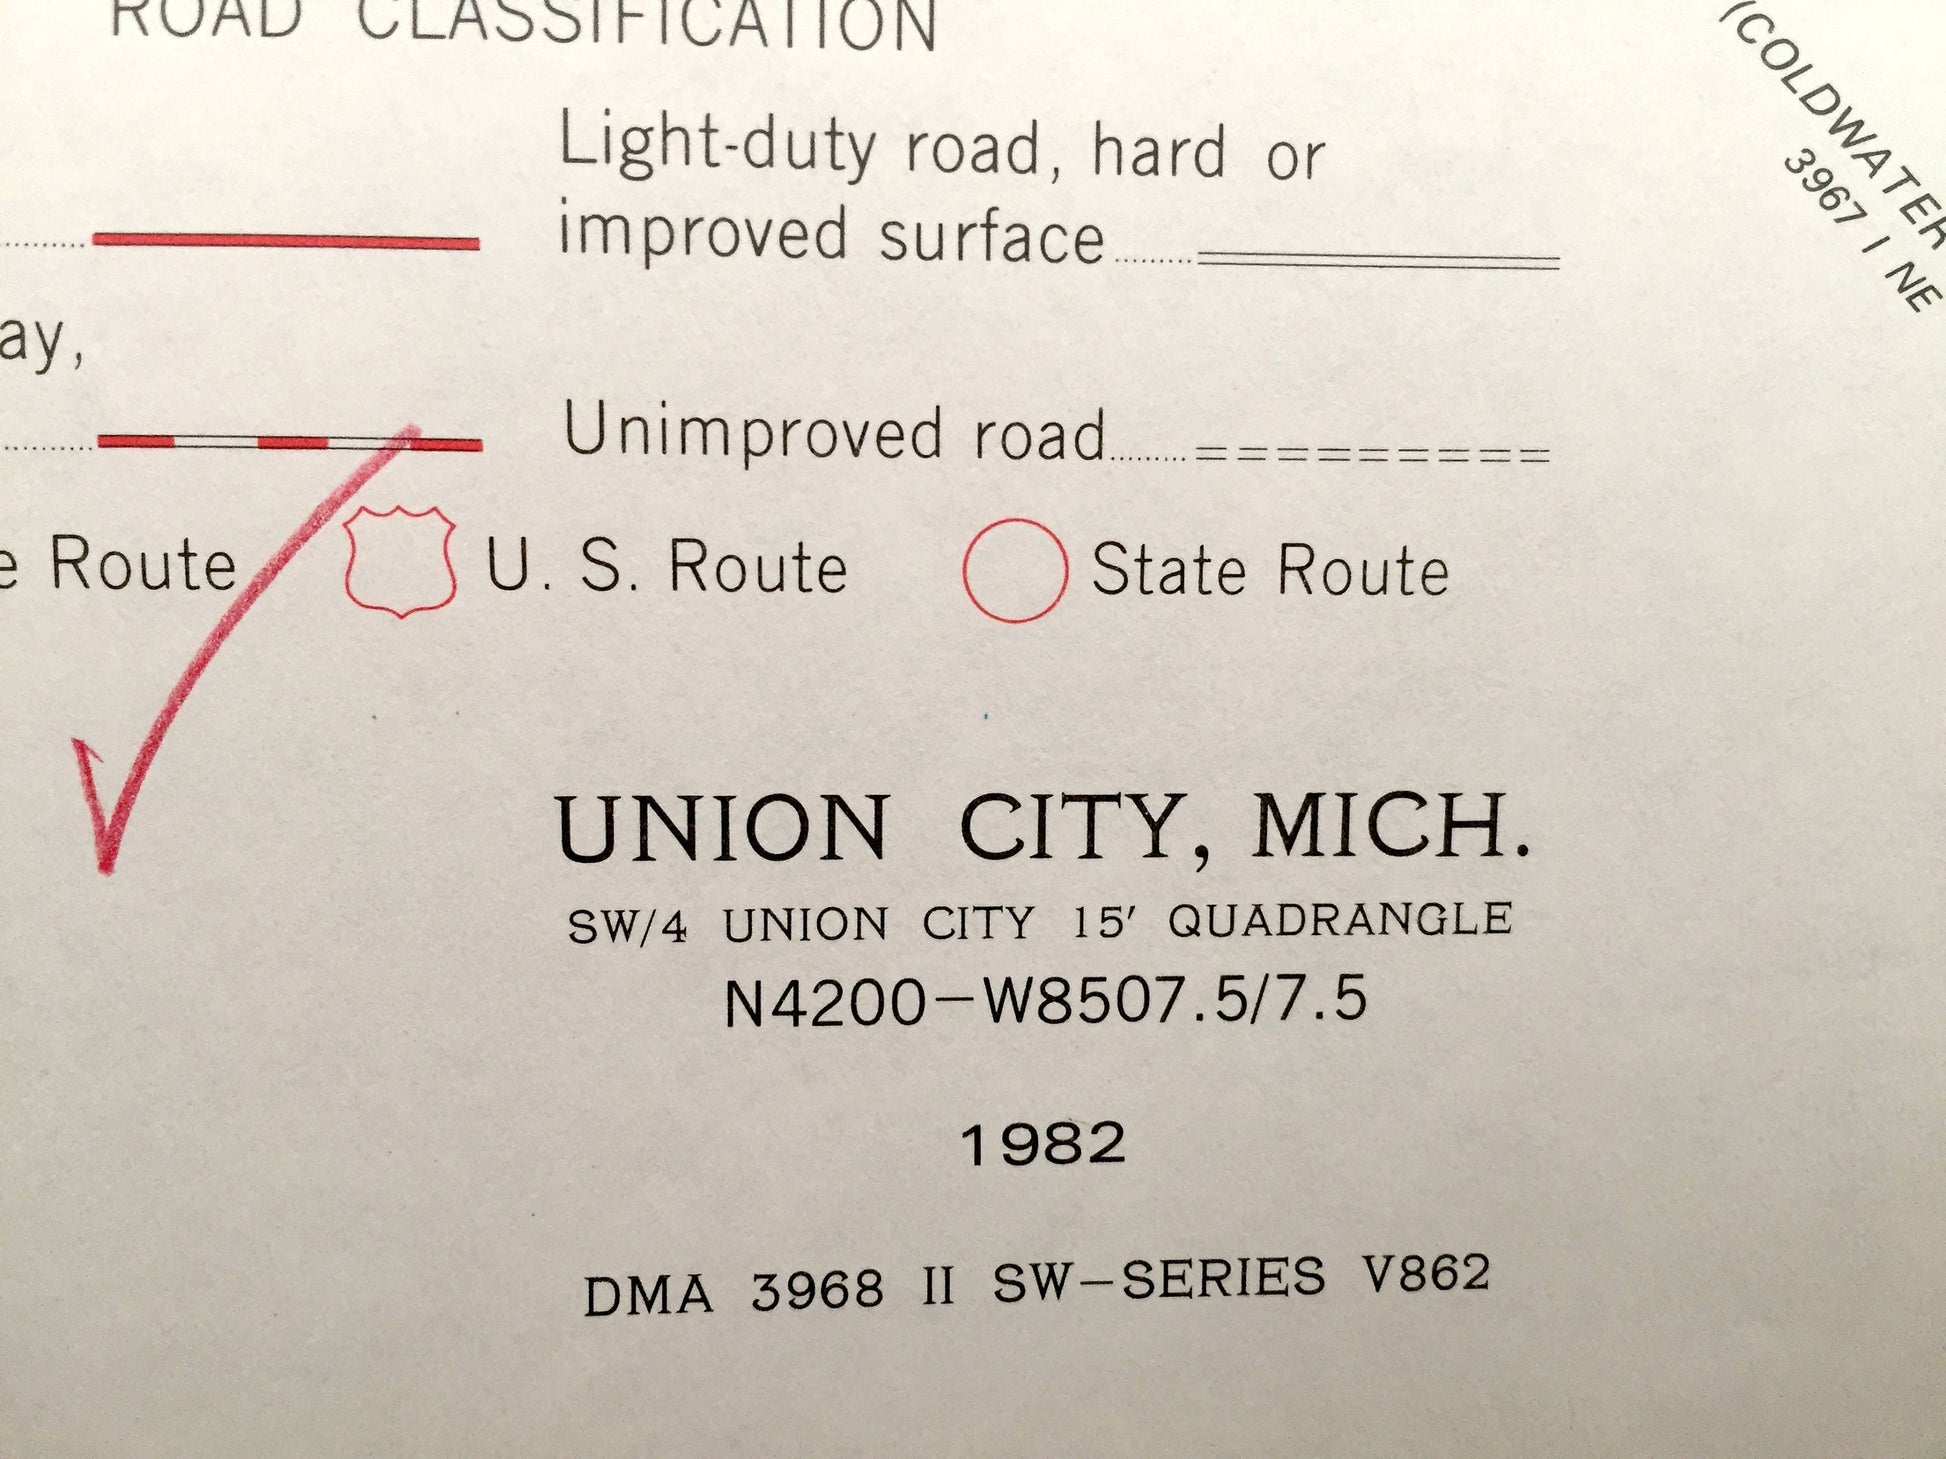 ROAD CLASSIFICATION
(COLDWATER
3967 I NE
Light-duty road, hard or
improved surface
ay,
Unimproved road
e Route
U. S. Route
State Route
UNION CITY, MICH.
SW/4 UNION CITY 15′ QUADRANGLE
N4200—W8507.5/7.5
1982
DMA 3968 II SW—SERIES V862